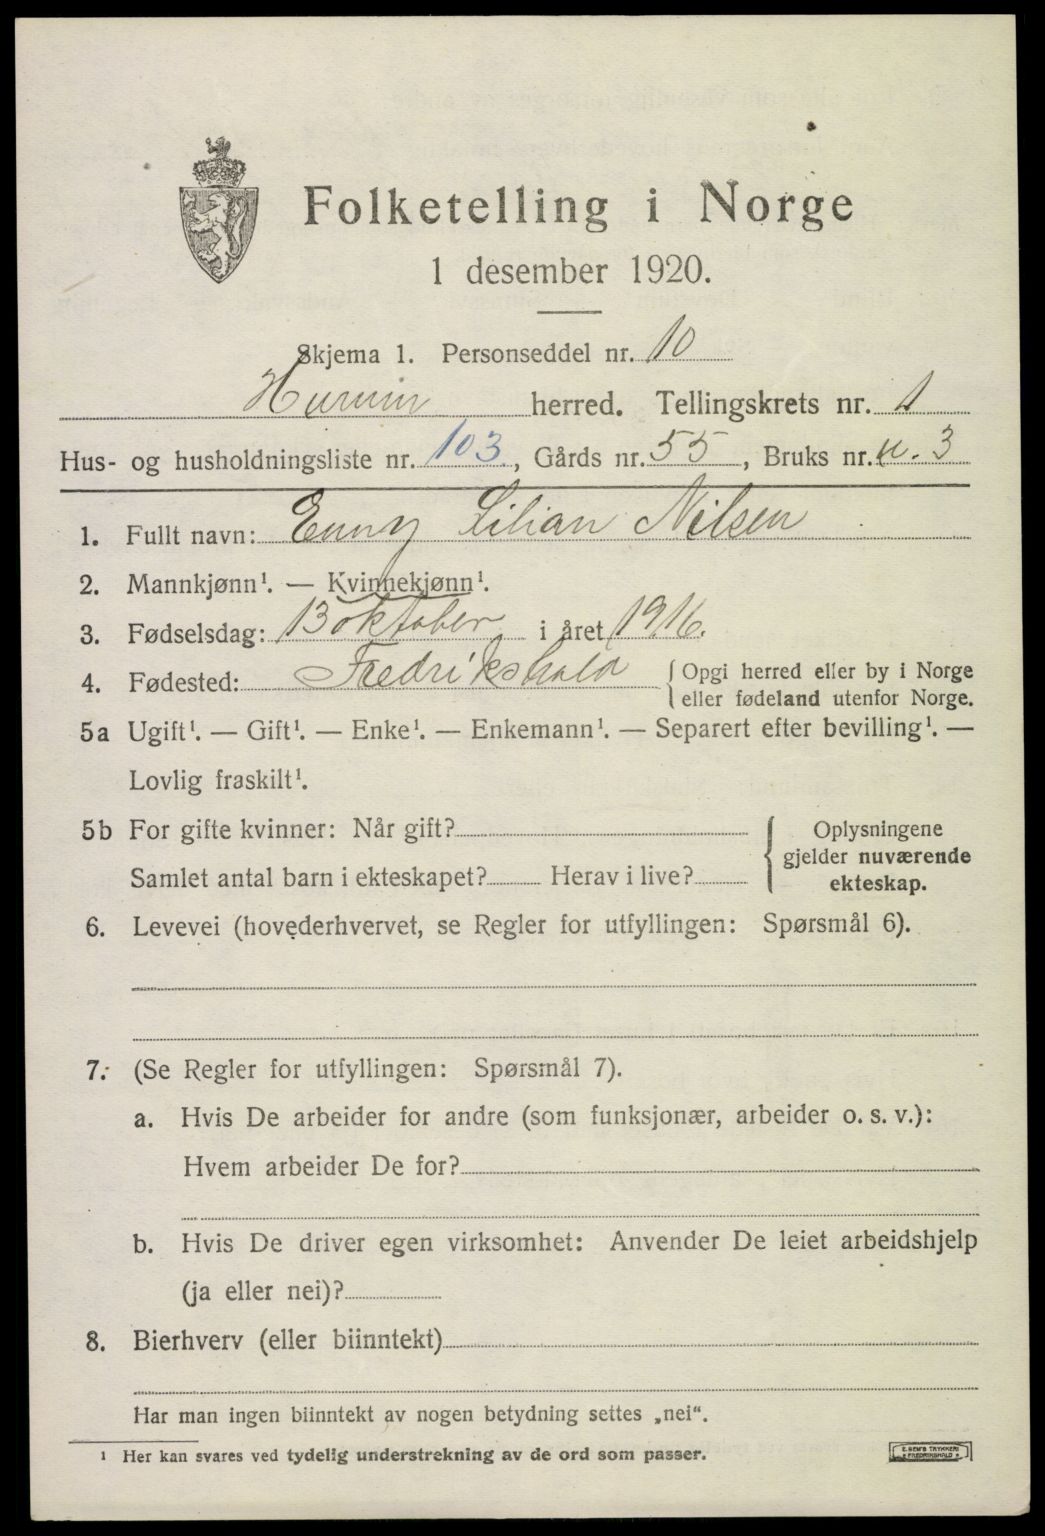 Folketelling i Norge
1 desember 1920.
Skjema 1. Personseddel nr. 10
herred. Tellingskrets nr. 1
Hus- og husholdningsliste nr. 103, Gårds nr. 55, Bruks nr. 3
1. Fullt navn: Enny Lilian Nilsen
2. Mannkjønn¹. — Kvinnekjønn¹.
3. Fødselsdag: 13 oktober i året 1916.
4. Fødested: Fredrikshald {Opgi herred eller by i Norge
eller fødeland utenfor Norge.
5a Ugift¹. — Gift¹. — Enke¹. — Enkemann¹. — Separert efter bevilling¹. —
Lovlig fraskilt¹.
5b For gifte kvinner: Når gift?
Samlet antal barn i ekteskapet? Herav i live?
Oplysningene
gjelder nuværende
ekteskap.
6. Levevei (hovederhvervet, se Regler for utfyllingen: Spørsmål 6).
7. (Se Regler for utfyllingen: Spørsmål 7).
a. Hvis De arbeider for andre (som funksjonær, arbeider o. s. v.):
Hvem arbeider De for?
b. Hvis De driver egen virksomhet: Anvender De leiet arbeidshjelp
(ja eller nei)?
8. Bierhverv (eller biinntekt)
Har man ingen biinntekt av nogen betydning settes „nei“.
¹ Her kan svares ved tydelig understrekning av de ord som passer.